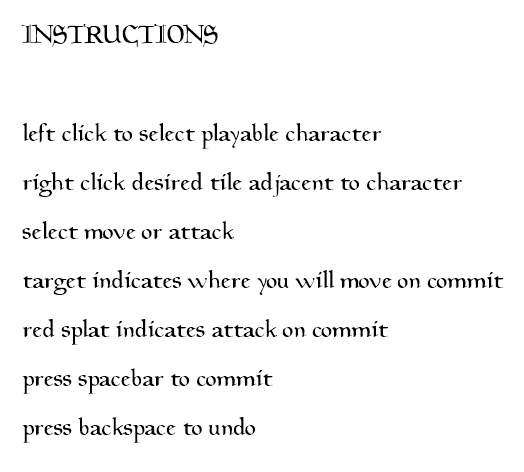 INSTRUCTIONS
left click to select playable character
right click desired tile adjacent to character
select move or attack
target indicates where you will move on commit
red splat indicates attack on commit
press spacebar to commit
press backspace to undo